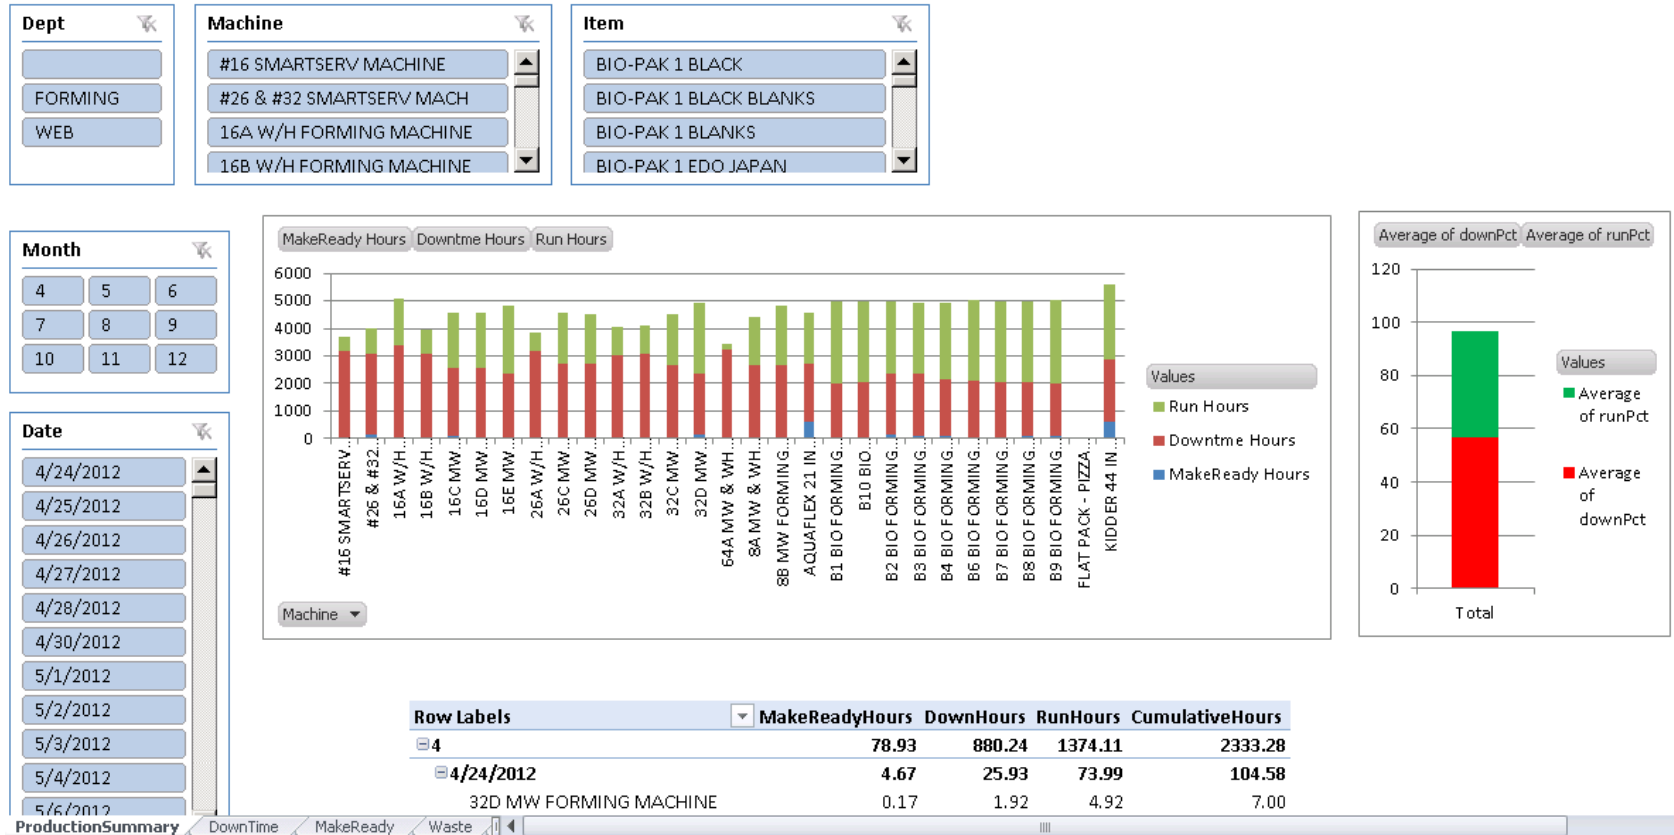 Dept
FORMING
WEB
Machine
#16 SMARTSERV MACHINE
#26 & #32 SMARTSERV MACH
16A W/H FORMING MACHINE
16B W/H FORMING MACHINE
Item
BIO-PAK 1 BLACK
BIO-PAK 1 BLACK BLANKS
BIO-PAK 1 BLANKS
BIO-PAK 1 EDO JAPAN
Month
4 5 6
7 8 9
10 11 12
Date
4/24/2012
4/25/2012
4/26/2012
4/27/2012
4/28/2012
4/30/2012
5/1/2012
5/2/2012
5/3/2012
5/4/2012
5/6/2012
MakeReady Hours Downtme Hours Run Hours
6000
5000
4000
3000
2000
1000
0
#16 SMARTSERV...
#26 & #32...
16A W/H...
16B W/H...
16C MW...
16D MW...
16E MW...
26A W/H...
26C MW...
26D MW...
32A W/H...
32B W/H...
32C MW...
32D MW...
64A MW & WH...
8A MW & WH...
8B MW FORMING...
AQUAFLEX 21 IN...
B1 BIO FORMING...
B10 BIO...
B2 BIO FORMING...
B3 BIO FORMING...
B4 BIO FORMING...
B6 BIO FORMING...
B7 BIO FORMING...
B8 BIO FORMING...
B9 BIO FORMING...
FLAT PACK - PIZZA...
KIDDER 44 IN...
Machine
Values
Run Hours
Downtme Hours
MakeReady Hours
Average of downPct Average of runPct
120
100
80
60
40
20
0
Total
Values
Average
of runPct
Average
of
downPct
Row Labels MakeReadyHours DownHours RunHours CumulativeHours
4 78.93 880.24 1374.11 2333.28
4/24/2012 4.67 25.93 73.99 104.58
32D MW FORMING MACHINE 0.17 1.92 4.92 7.00
ProductionSummary DownTime MakeReady Waste